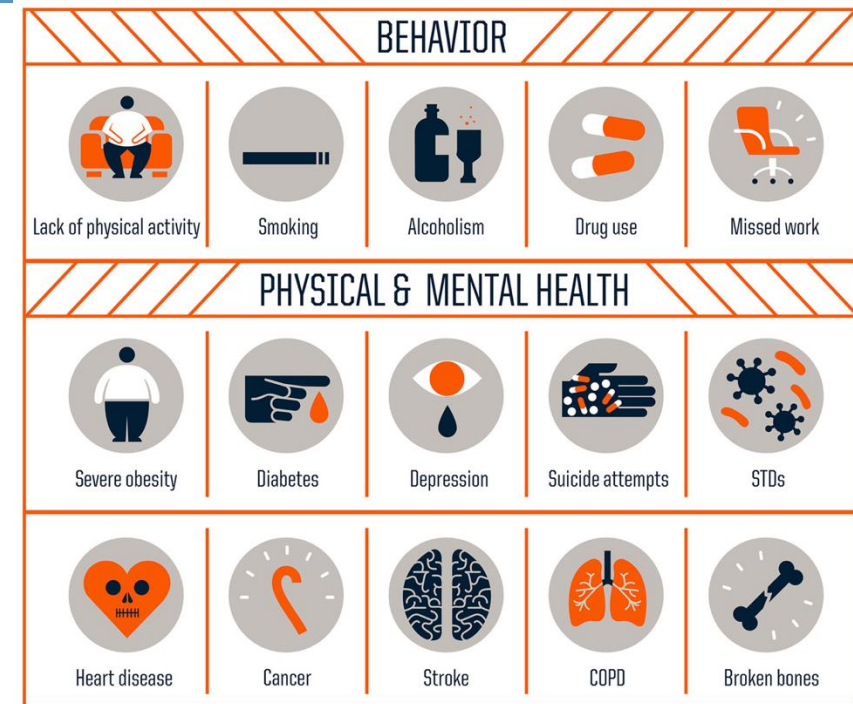 BEHAVIOR
Lack of physical activity
Smoking
Alcoholism
Drug use
Missed work
PHYSICAL & MENTAL HEALTH
Severe obesity
Diabetes
Depression
Suicide attempts
STDs
Heart disease
Cancer
Stroke
COPD
Broken bones